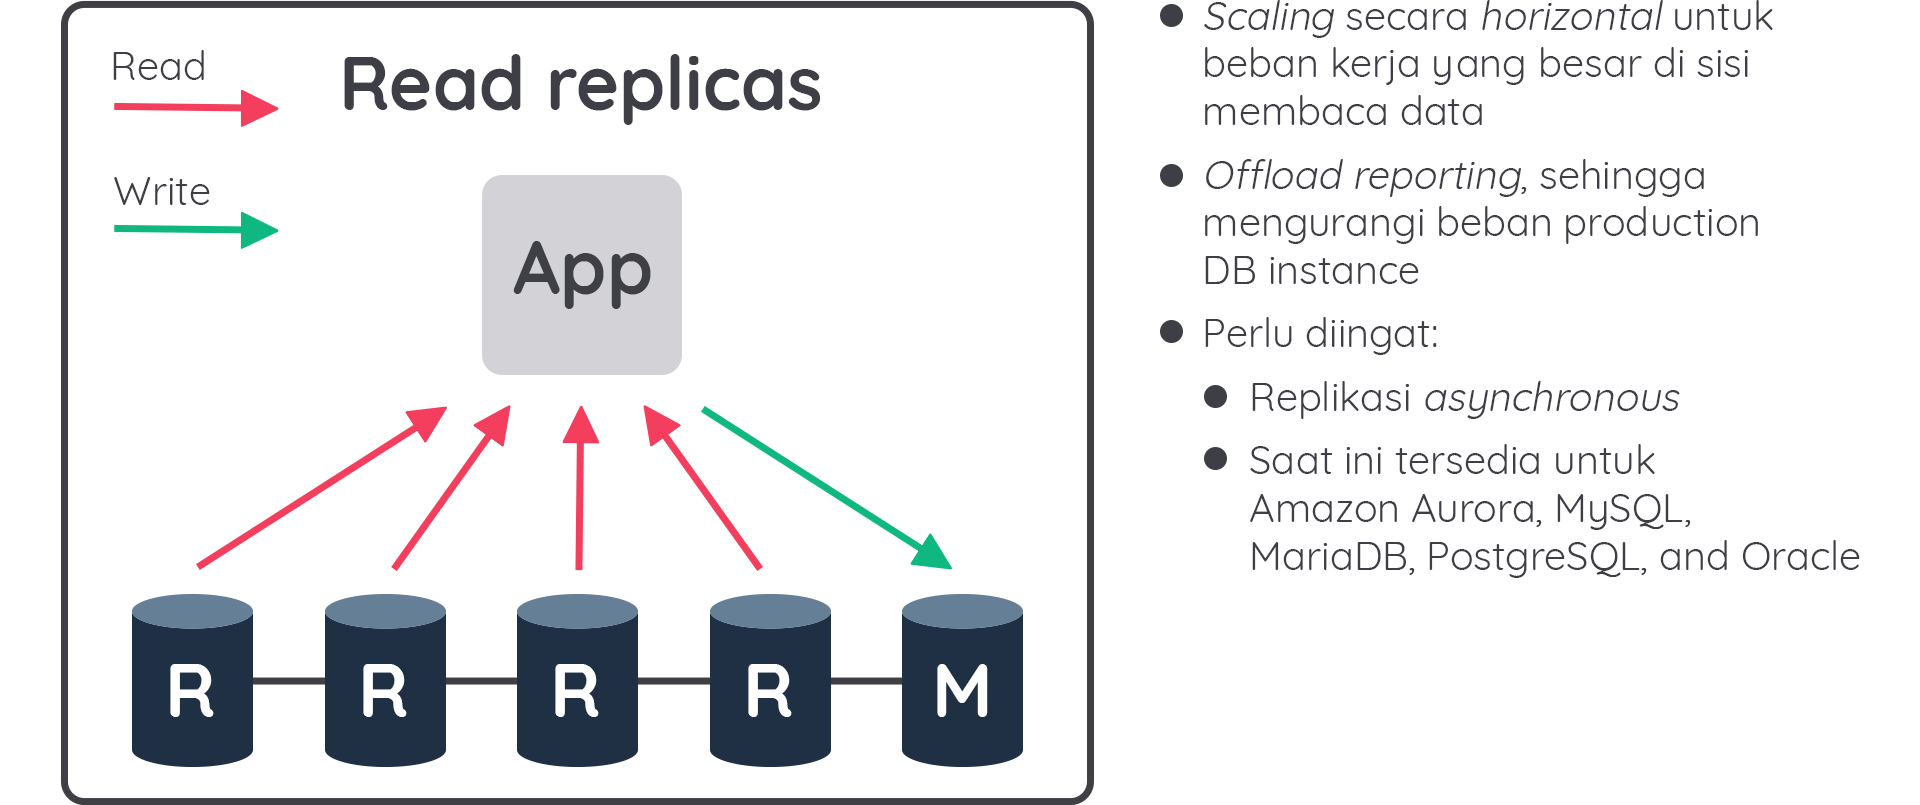 Read
Read replicas
Write
App
R
R
R
R
M
Scaling secara horizontal untuk
beban kerja yang besar di sisi
membaca data
Offload reporting, sehingga
mengurangi beban production
DB instance
Perlu diingat:
Replikasi asynchronous
Saat ini tersedia untuk
Amazon Aurora, MySQL,
MariaDB, PostgreSQL, and Oracle